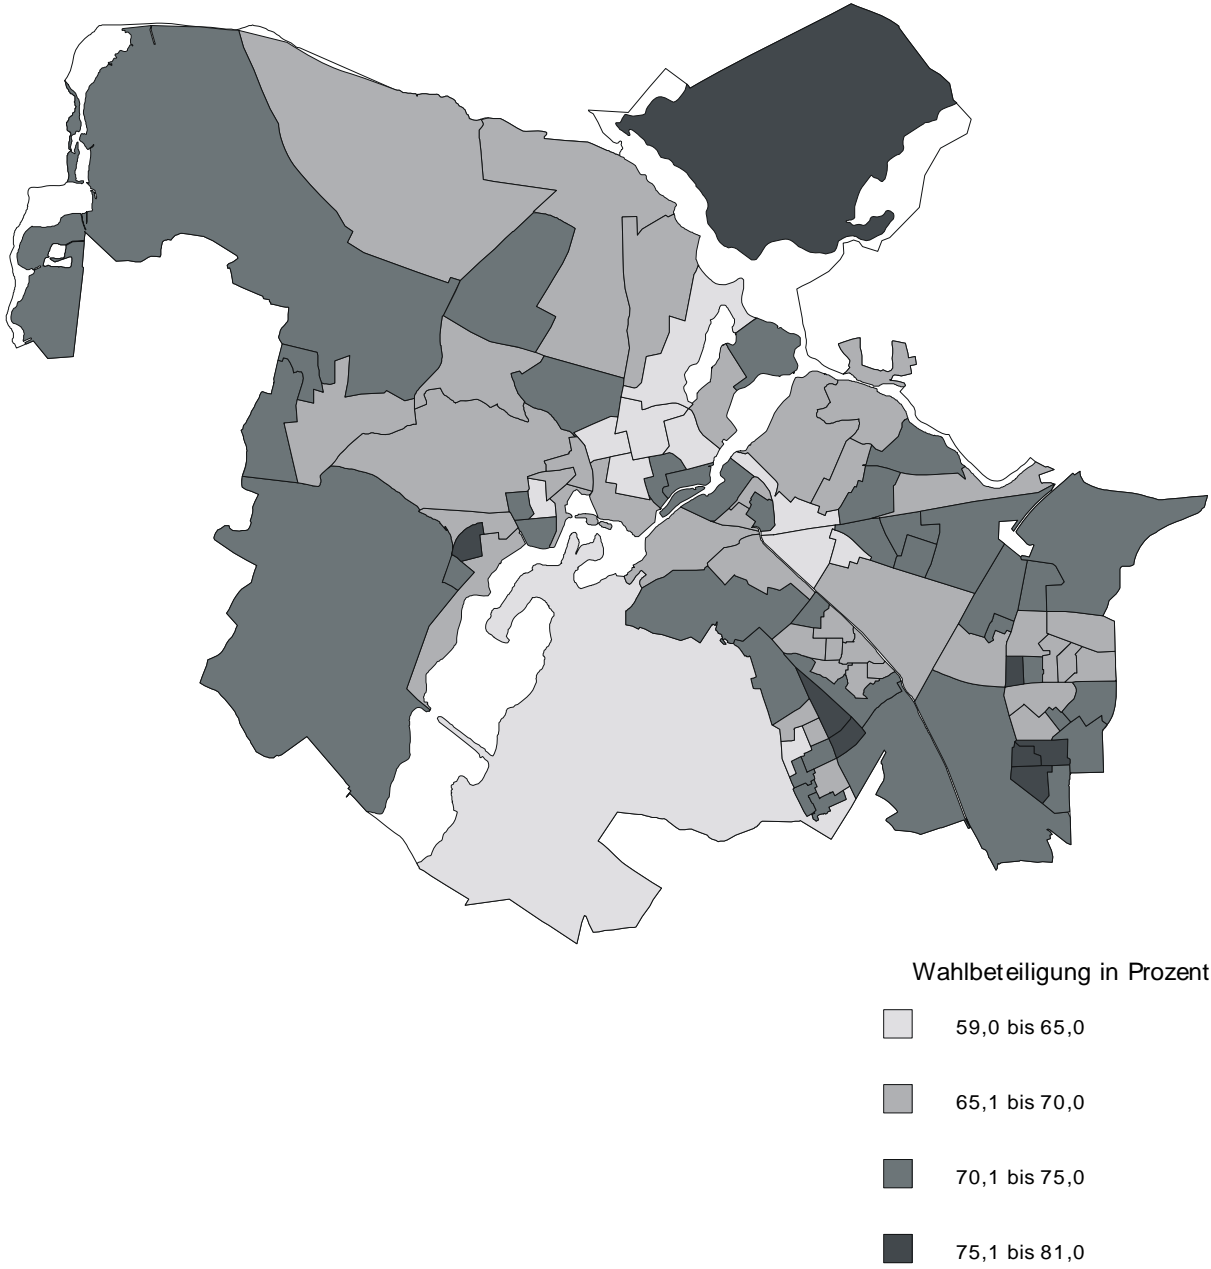 Wahlbeteiligung in Prozent
59,0 bis 65,0
65,1 bis 70,0
70,1 bis 75,0
75,1 bis 81,0